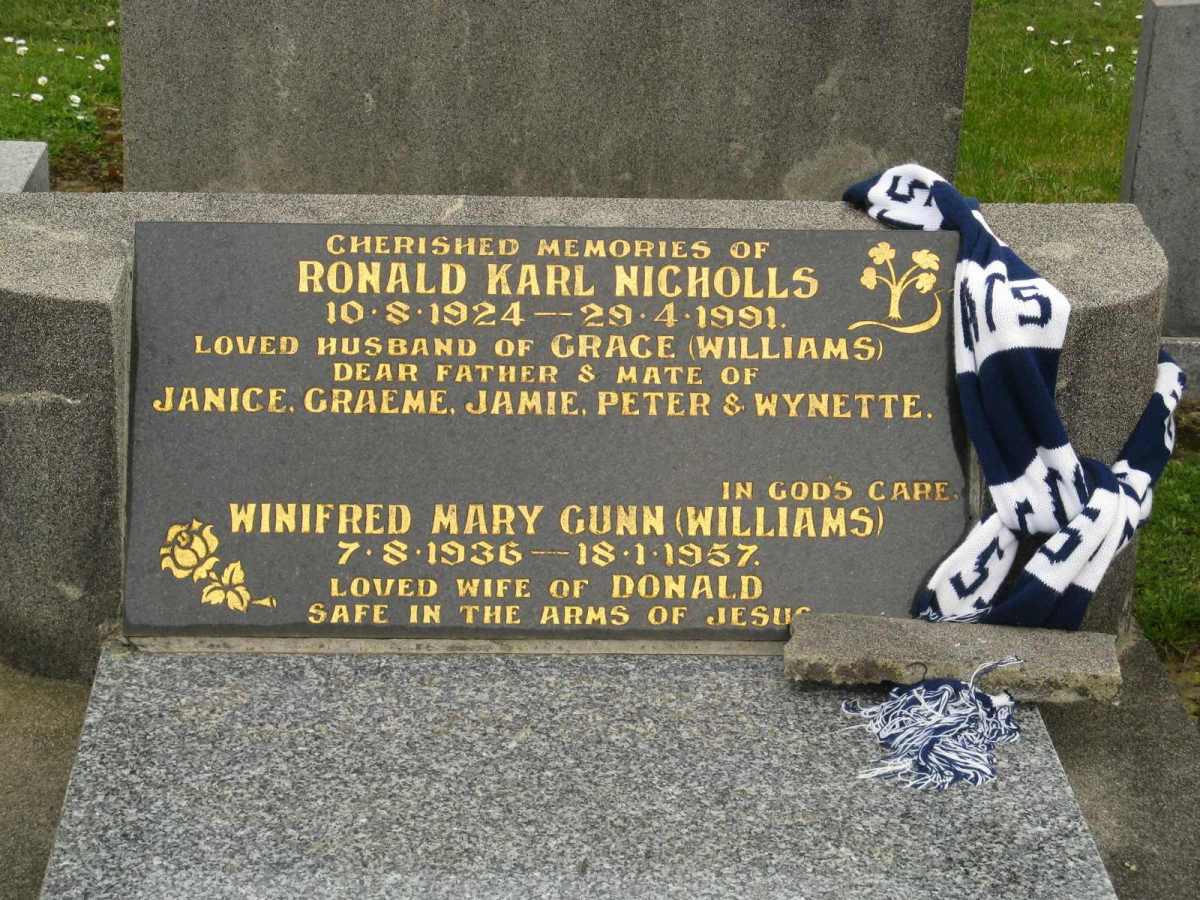 CHERISHED MEMORIES OF
RONALD KARL NICHOLLS
10·8·1924 — 29·4·1991.
LOVED HUSBAND OF GRACE (WILLIAMS)
DEAR FATHER & MATE OF
JANICE, GRAEME, JAMIE, PETER & WYNETTE.
IN GOD'S CARE.
WINIFRED MARY GUNN (WILLIAMS)
7·8·1936 — 18·1·1957.
LOVED WIFE OF DONALD
SAFE IN THE ARMS OF JESUS